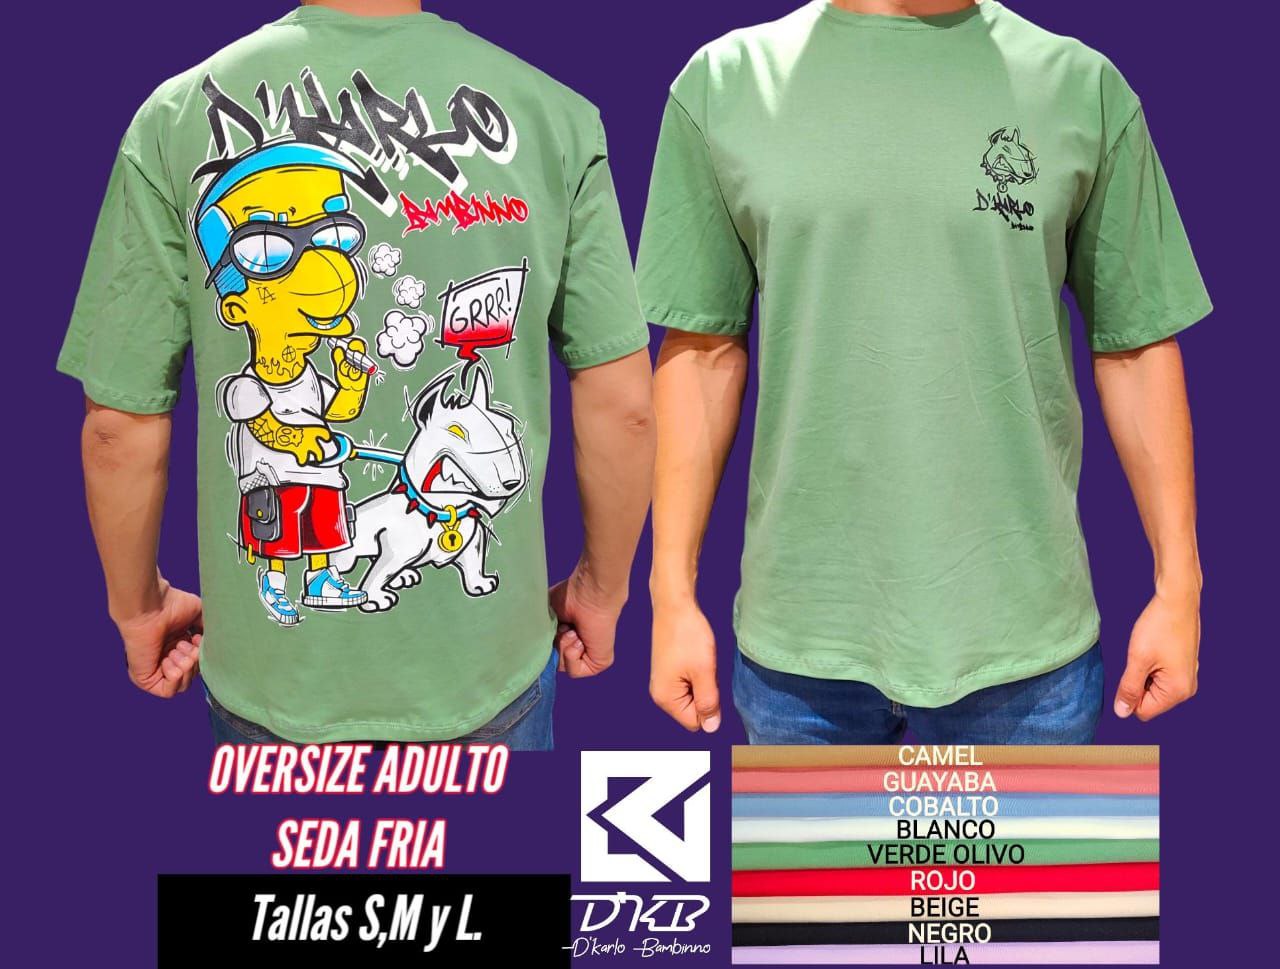 D'KARLO
BAMBINNO
GRRR!
LA
D'KARLO
BAMBINNO
OVERSIZE ADULTO
SEDA FRIA
Tallas S,M y L.
D'KB
D'karlo Bambinno
CAMEL
GUAYABA
COBALTO
BLANCO
VERDE OLIVO
ROJO
BEIGE
NEGRO
LILA